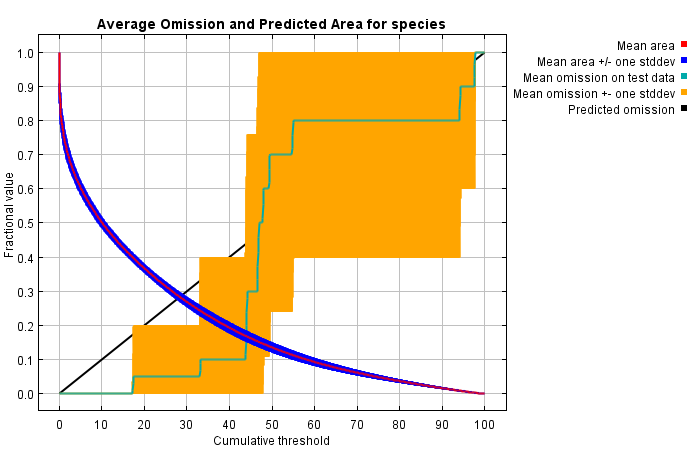 Average Omission and Predicted Area for species
Mean area
Mean area +/- one stddev
Mean omission on test data
Mean omission +- one stddev
Predicted omission
Fractional value
1.0
0.9
0.8
0.7
0.6
0.5
0.4
0.3
0.2
0.1
0.0
0 10 20 30 40 50 60 70 80 90 100
Cumulative threshold